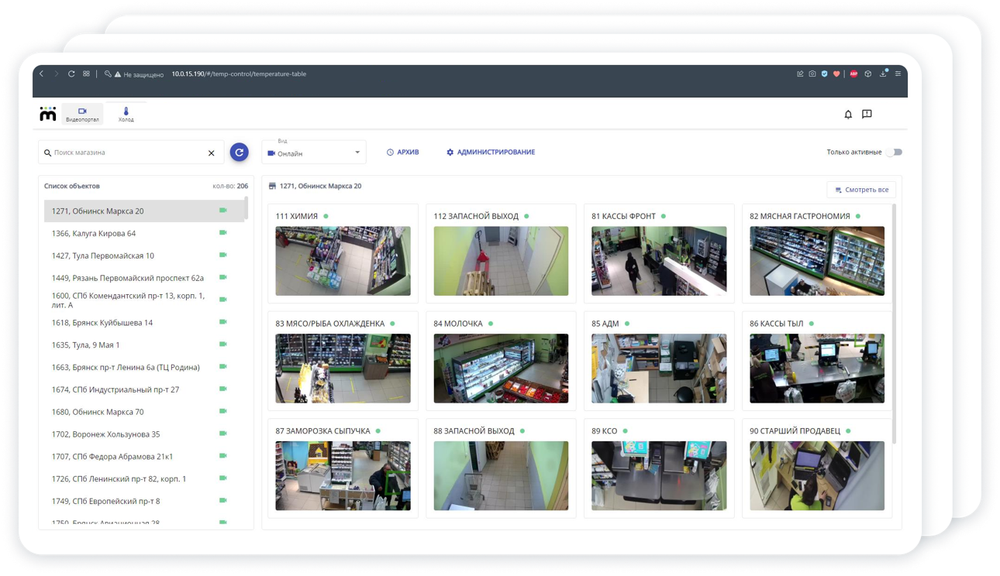 Не защищено 10.0.15.190/#/temp-control/temperature-table
ABP
m
Видеопортал
Холод
Поиск магазина
Вид
Онлайн
АРХИВ
АДМИНИСТРИРОВАНИЕ
Только активные
Список объектов
кол-во: 206
1271, Обнинск Маркса 20
1366, Калуга Кирова 64
1427, Тула Первомайская 10
1449, Рязань Первомайский проспект 62а
1600, СПб Комендантский пр-т 13, корп. 1,
лит. А
1618, Брянск Куйбышева 14
1635, Тула, 9 Мая 1
1663, Брянск пр-т Ленина 6а (ТЦ Родина)
1674, СПб Индустриальный пр-т 27
1680, Обнинск Маркса 70
1702, Воронеж Хользунова 35
1707, СПб Федора Абрамова 21к1
1726, СПб Ленинский пр-т 82, корп. 1
1749, СПб Европейский пр-т 8
1750, Брянск Авиационная 28
1271, Обнинск Маркса 20
Смотреть все
111 ХИМИЯ
112 ЗАПАСНОЙ ВЫХОД
81 КАССЫ ФРОНТ
82 МЯСНАЯ ГАСТРОНОМИЯ
83 МЯСО/РЫБА ОХЛАЖДЕНКА
84 МОЛОЧКА
85 АДМ
86 КАССЫ ТЫЛ
87 ЗАМОРОЗКА СЫПУЧКА
88 ЗАПАСНОЙ ВЫХОД
89 КСО
90 СТАРШИЙ ПРОДАВЕЦ